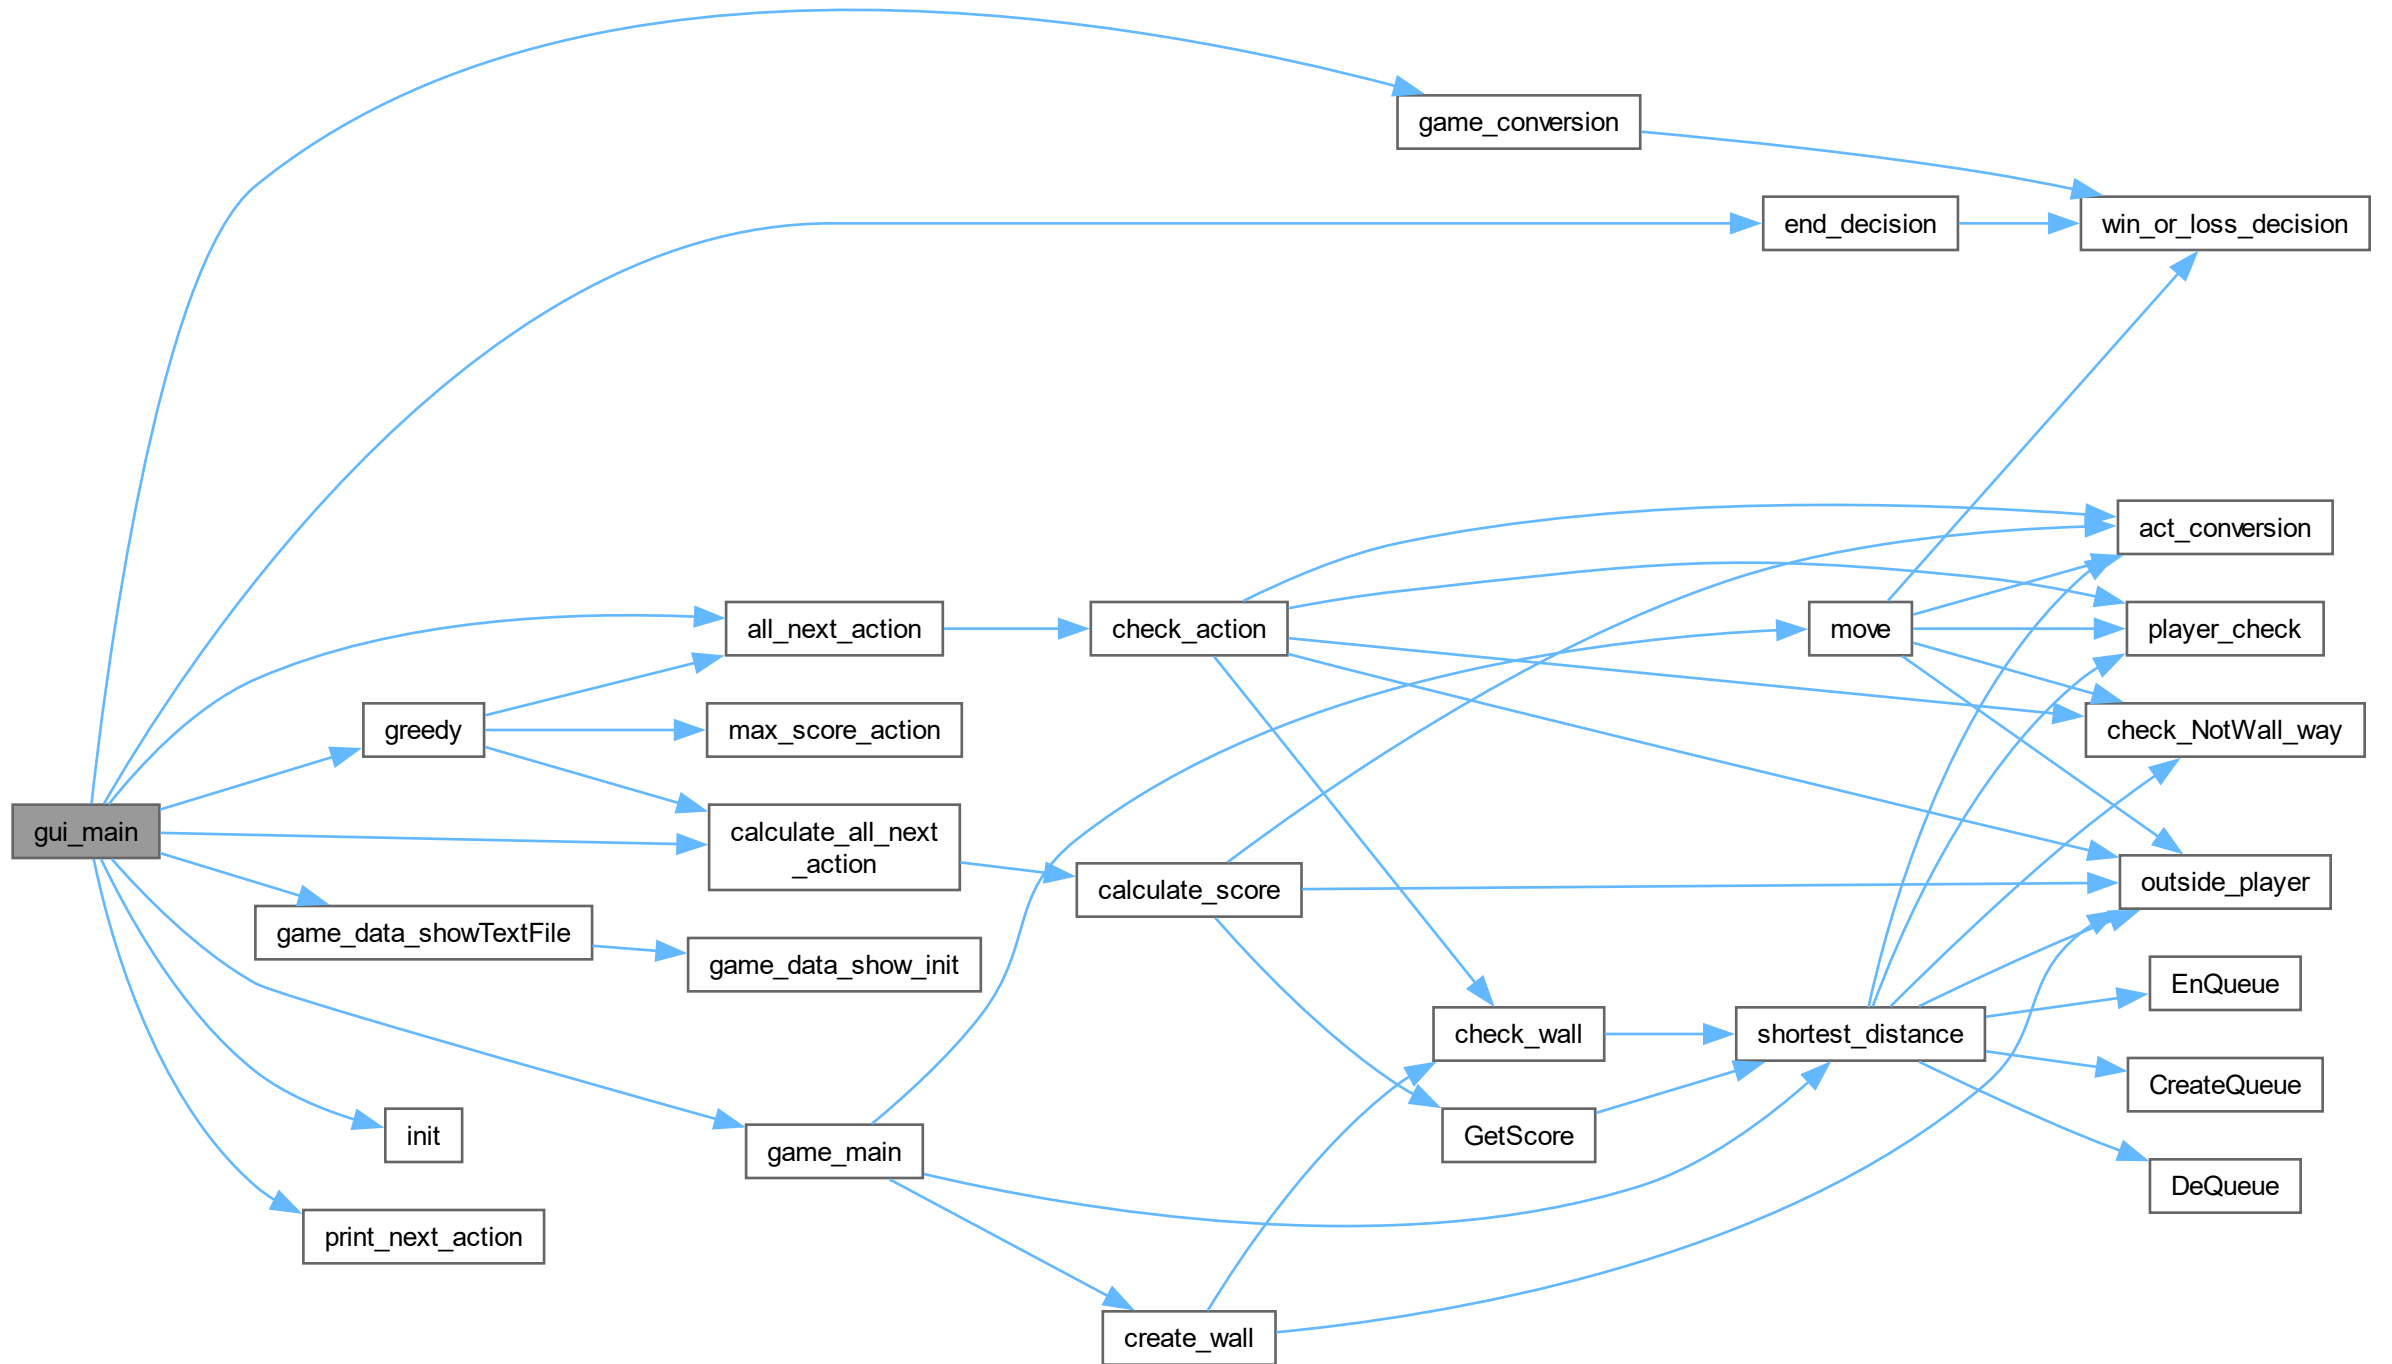 game_conversion
end_decision
win_or_loss_decision
act_conversion
all_next_action
check_action
move
player_check
greedy
max_score_action
check_NotWall_way
gui_main
calculate_all_next
_action
calculate_score
outside_player
game_data_showTextFile
game_data_show_init
EnQueue
check_wall
shortest_distance
CreateQueue
init
game_main
GetScore
DeQueue
print_next_action
create_wall